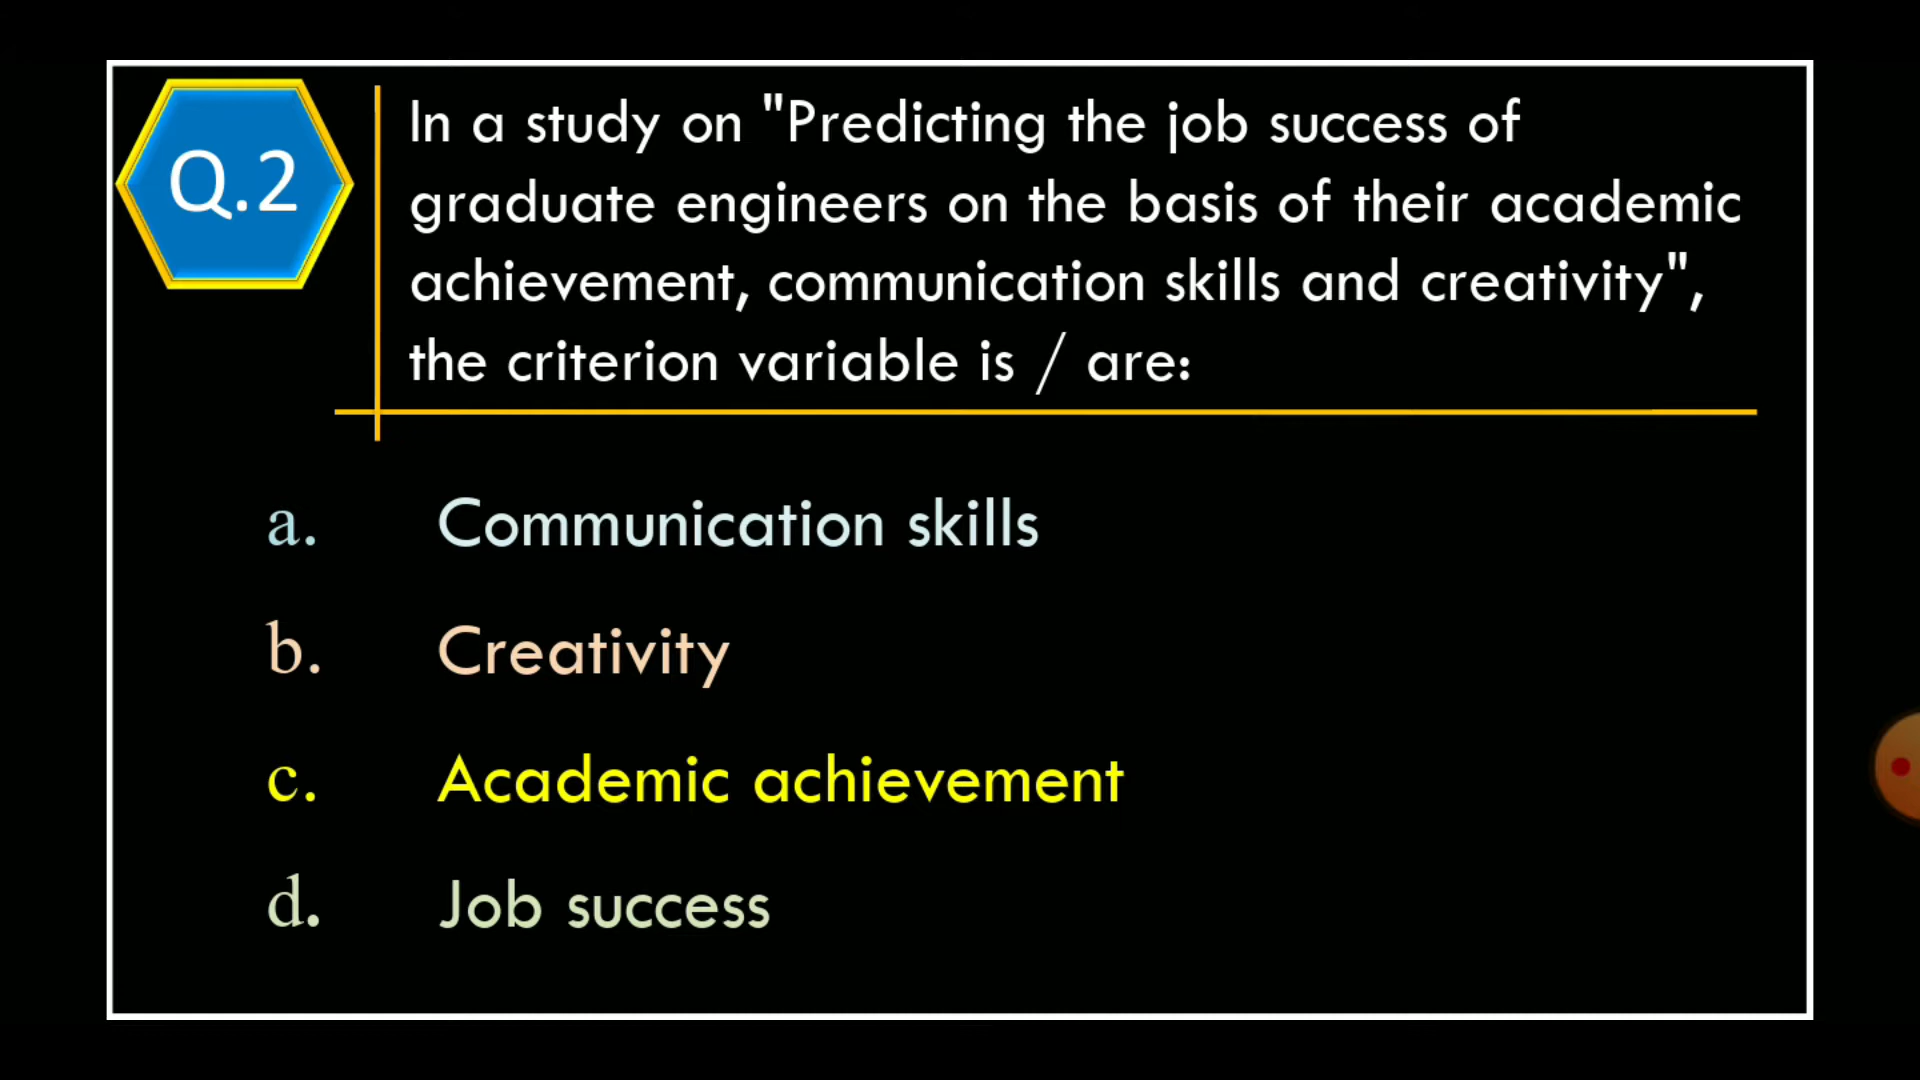 Q.2
In a study on "Predicting the job success of
graduate engineers on the basis of their academic
achievement, communication skills and creativity",
the criterion variable is / are:
a. Communication skills
b. Creativity
c. Academic achievement
d. Job success